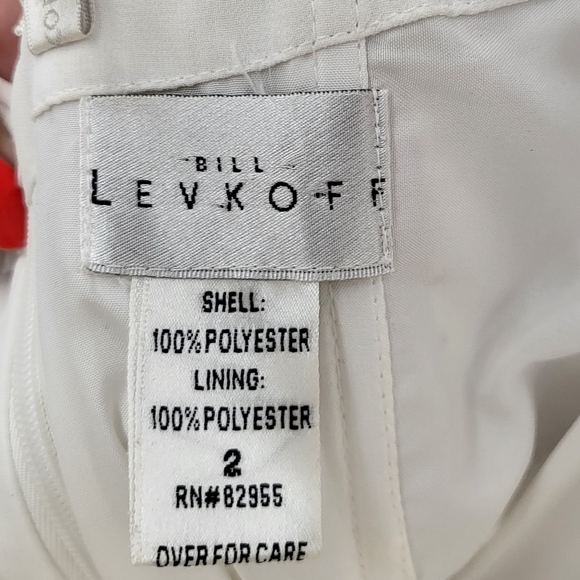 BILL
LEVKOFF
SHELL:
100% POLYESTER
LINING:
100% POLYESTER
2
RN#82955
OVER FOR CARE